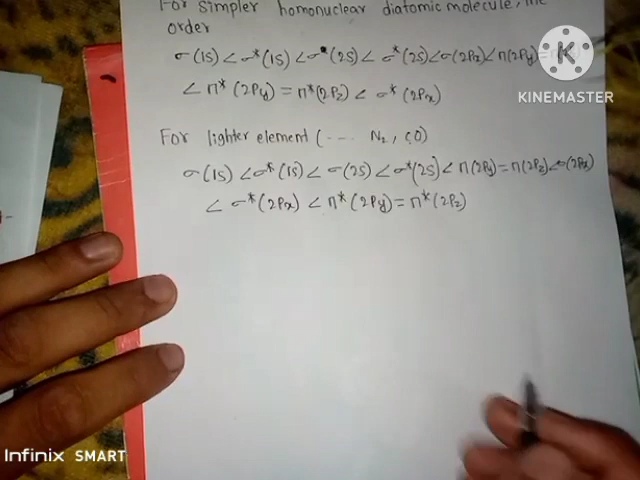 For simpler homonuclear diatomic molecule, the
order
σ(1S) < σ*(1S) < σ*(2S) < σ*(2S) < σ(2Px) < π(2Py) =
< π*(2Py) = π*(2Pz) < σ*(2Px)
For lighter element (.... N2, CO)
σ(1S) < σ*(1S) < σ(2S) < σ*(2S) < π(2Py) = π(2Pz) < σ(2Px)
< σ*(2Px) < π*(2Py) = π*(2Pz)
K
KINEMASTER
Infinix SMART